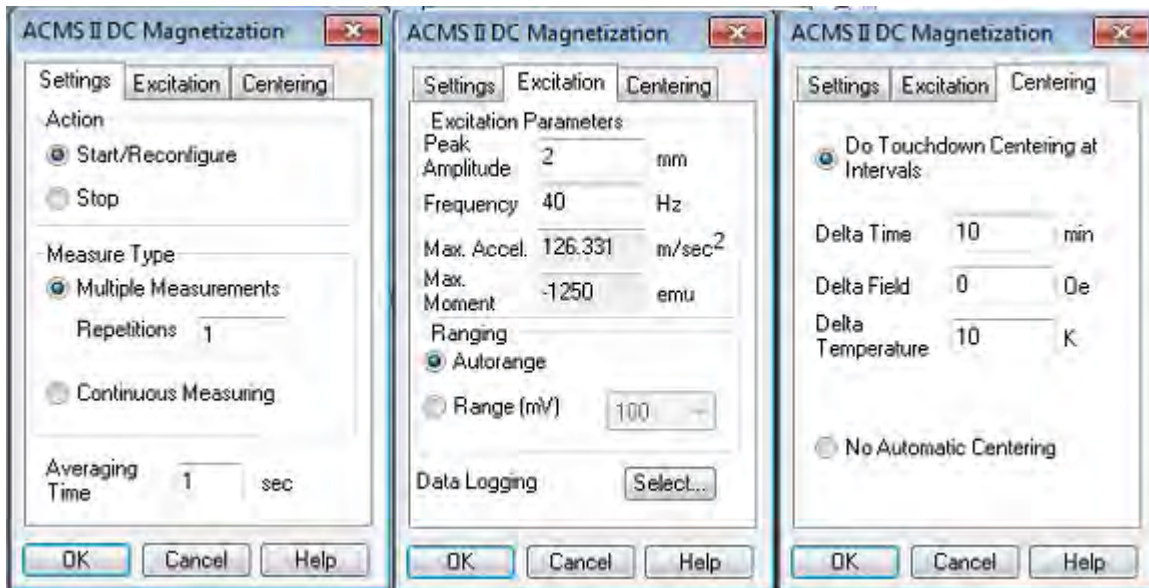 ACMS II DC Magnetization
Settings Excitation Centering
Action
Start/Reconfigure
Stop
Measure Type
Multiple Measurements
Repetitions 1
Continuous Measuring
Averaging
Time 1 sec
OK Cancel Help
ACMS II DC Magnetization
Settings Excitation Centering
Excitation Parameters
Peak
Amplitude 2 mm
Frequency 40 Hz
Max. Accel. 126.331 m/sec2
Max.
Moment -1250 emu
Ranging
Autorange
Range (mV) 100
Data Logging Select...
OK Cancel Help
ACMS II DC Magnetization
Settings Excitation Centering
Do Touchdown Centering at
Intervals
Delta Time 10 min
Delta Field 0 Oe
Delta
Temperature 10 K
No Automatic Centering
OK Cancel Help